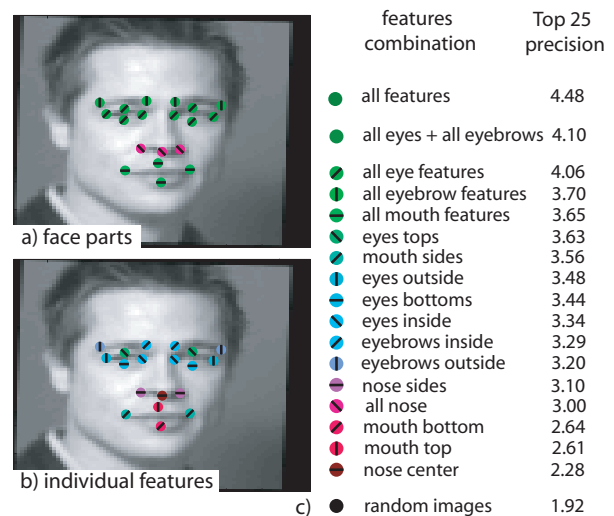 features combination Top 25 precision
all features 4.48
all eyes + all eyebrows 4.10
all eye features 4.06
all eyebrow features 3.70
all mouth features 3.65
eyes tops 3.63
mouth sides 3.56
eyes outside 3.48
eyes bottoms 3.44
eyes inside 3.34
eyebrows inside 3.29
eyebrows outside 3.20
nose sides 3.10
all nose 3.00
mouth bottom 2.64
mouth top 2.61
nose center 2.28
random images 1.92
a) face parts
b) individual features
c)